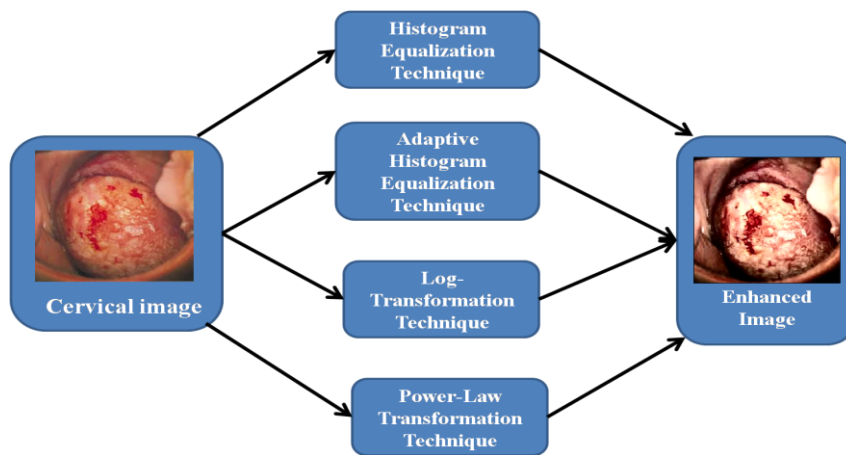 Histogram
Equalization
Technique
Adaptive
Histogram
Equalization
Technique
Cervical image
Log-
Transformation
Technique
Enhanced
Image
Power-Law
Transformation
Technique